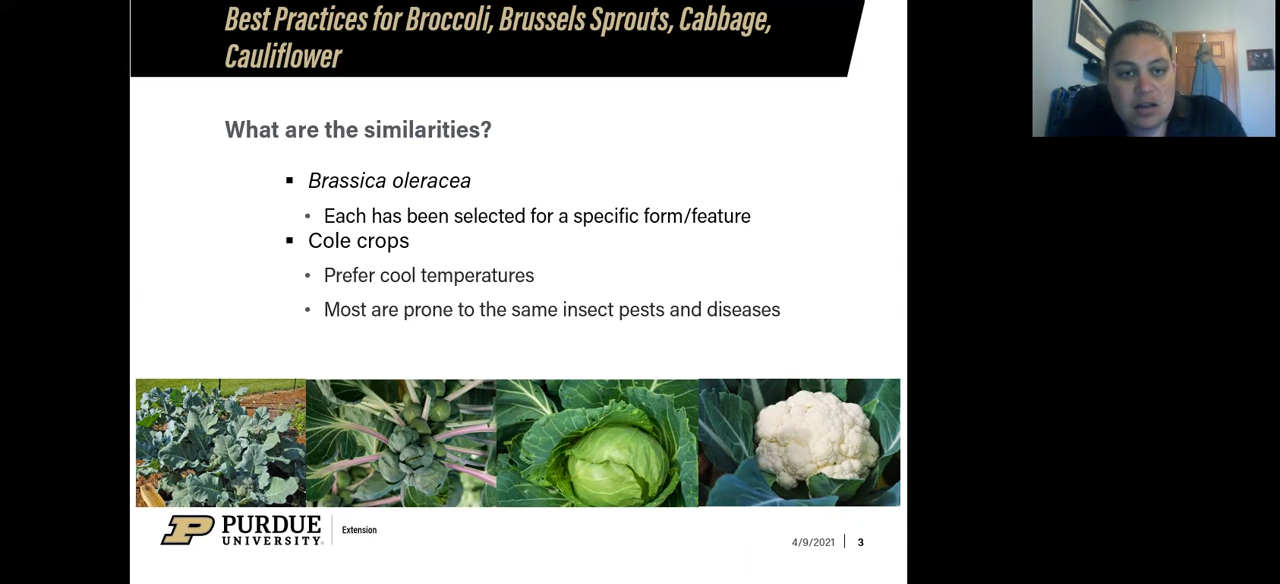 Best Practices for Broccoli, Brussels Sprouts, Cabbage,
Cauliflower
What are the similarities?
▪ Brassica oleracea
• Each has been selected for a specific form/feature
▪ Cole crops
• Prefer cool temperatures
• Most are prone to the same insect pests and diseases
PURDUE
UNIVERSITY®
Extension
4/9/2021 | 3